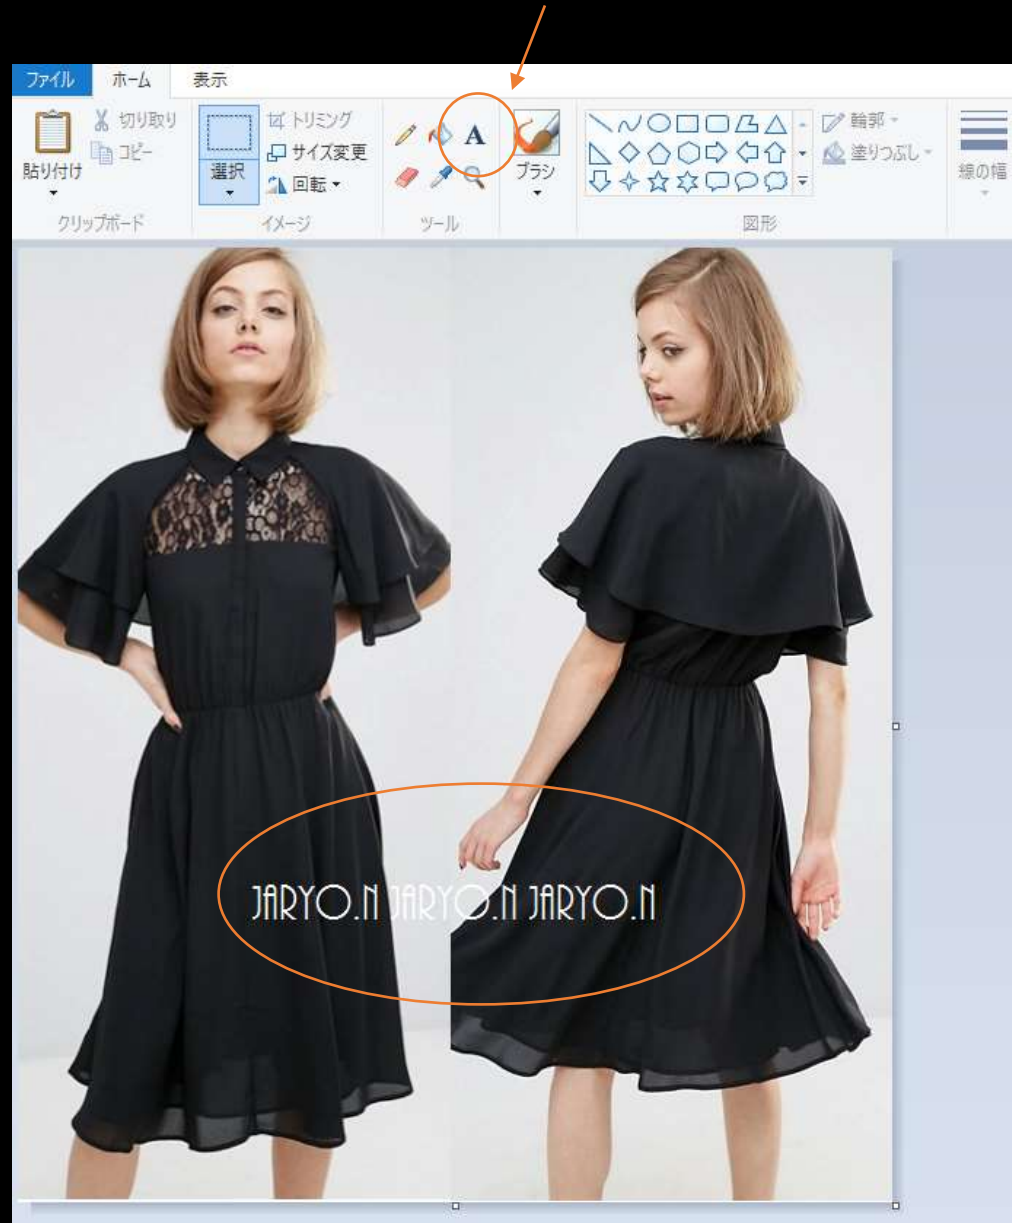 ファイル ホーム 表示
貼り付け
切り取り
コピー
クリップボード
選択
トリミング
サイズ変更
回転
イメージ
A
ツール
ブラシ
輪郭
塗りつぶし
図形
線の幅
JARYO.N JARYO.N JARYO.N